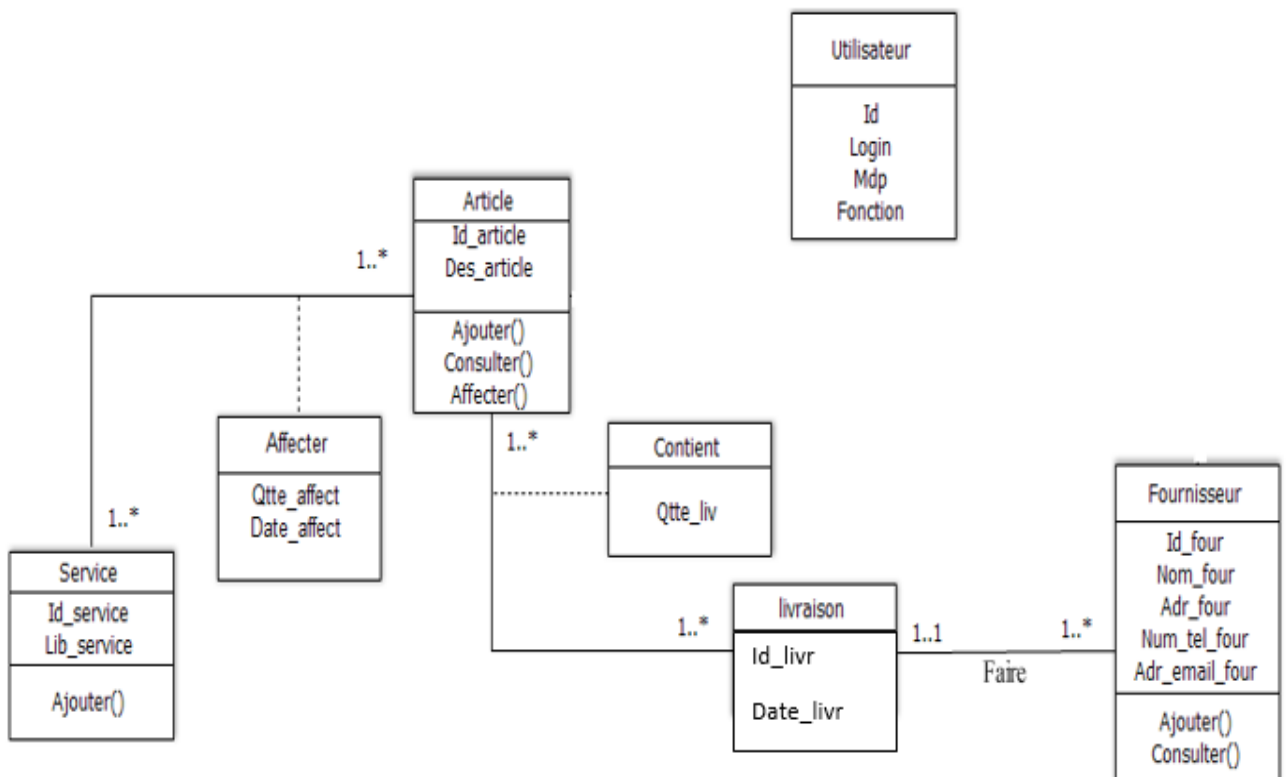 Utilisateur
Id
Login
Mdp
Fonction
Article
Id_article
Des_article
Ajouter()
Consulter()
Affecter()
1..*
1..*
Affecter
Qtte_affect
Date_affect
Contient
Qtte_liv
1..*
Service
Id_service
Lib_service
Ajouter()
1..*
livraison
Id_livr
Date_livr
1..1
Faire
1..*
Fournisseur
Id_four
Nom_four
Adr_four
Num_tel_four
Adr_email_four
Ajouter()
Consulter()